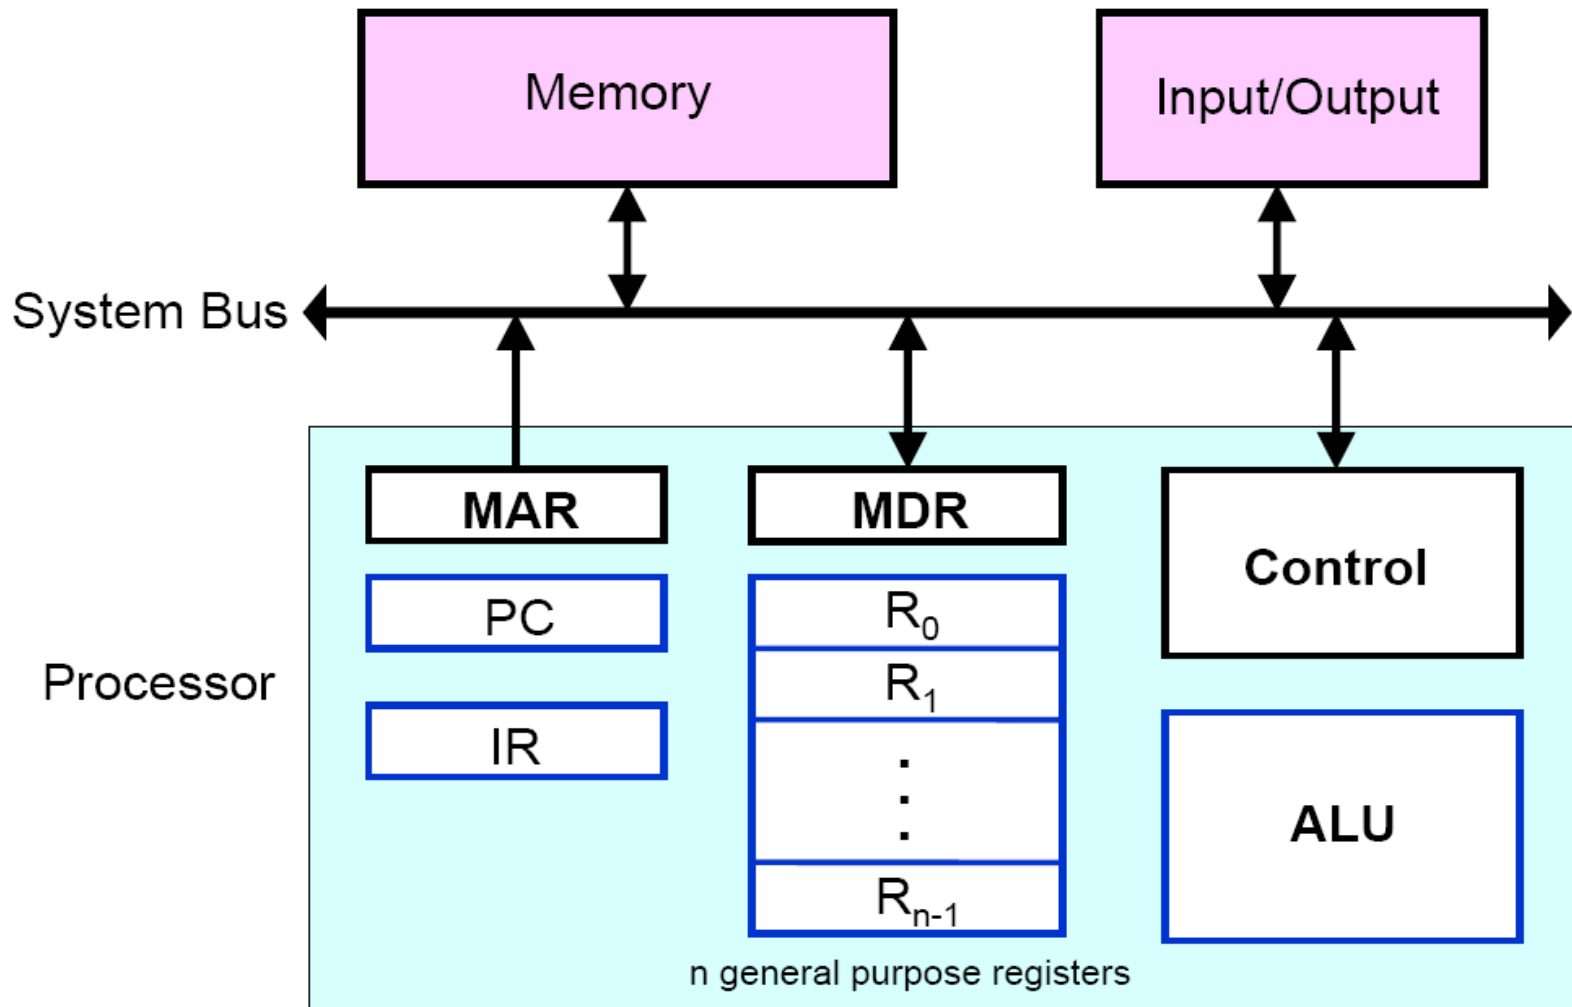 Memory
Input/Output
System Bus
MAR
MDR
Control
PC
R0
R1
Processor
IR
.
.
.
ALU
Rn-1
n general purpose registers